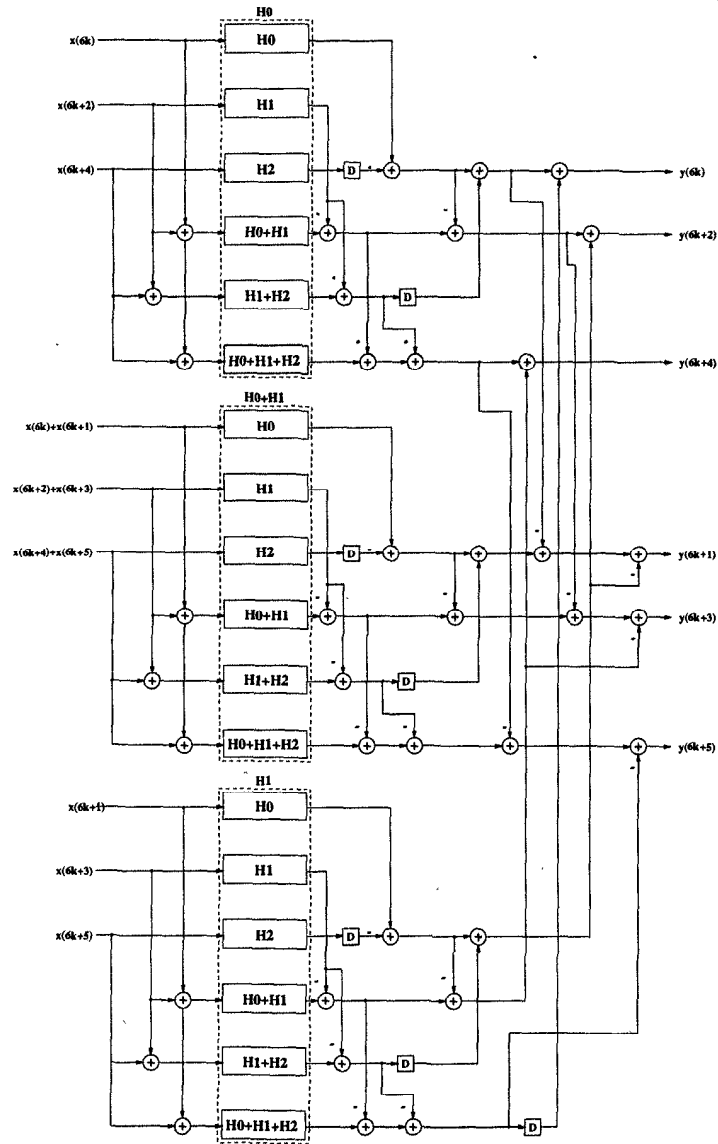 H0
x(6k) H0
x(6k+2) H1
x(6k+4) H2 D - + + + y(6k)
+ H0+H1 - + - + + y(6k+2)
+ H1+H2 - + D
+ H0+H1+H2 - + - + + y(6k+4)
H0+H1
x(6k)+x(6k+1) H0
x(6k+2)+x(6k+3) H1
x(6k+4)+x(6k+5) H2 D - + + - + - + y(6k+1)
+ H0+H1 - + - + - + - + y(6k+3)
+ H1+H2 - + D
+ H0+H1+H2 - + - + - + - + y(6k+5)
H1
x(6k+1) H0
x(6k+3) H1
x(6k+5) H2 D - + +
+ H0+H1 - + - +
+ H1+H2 - + D
+ H0+H1+H2 - + - + D